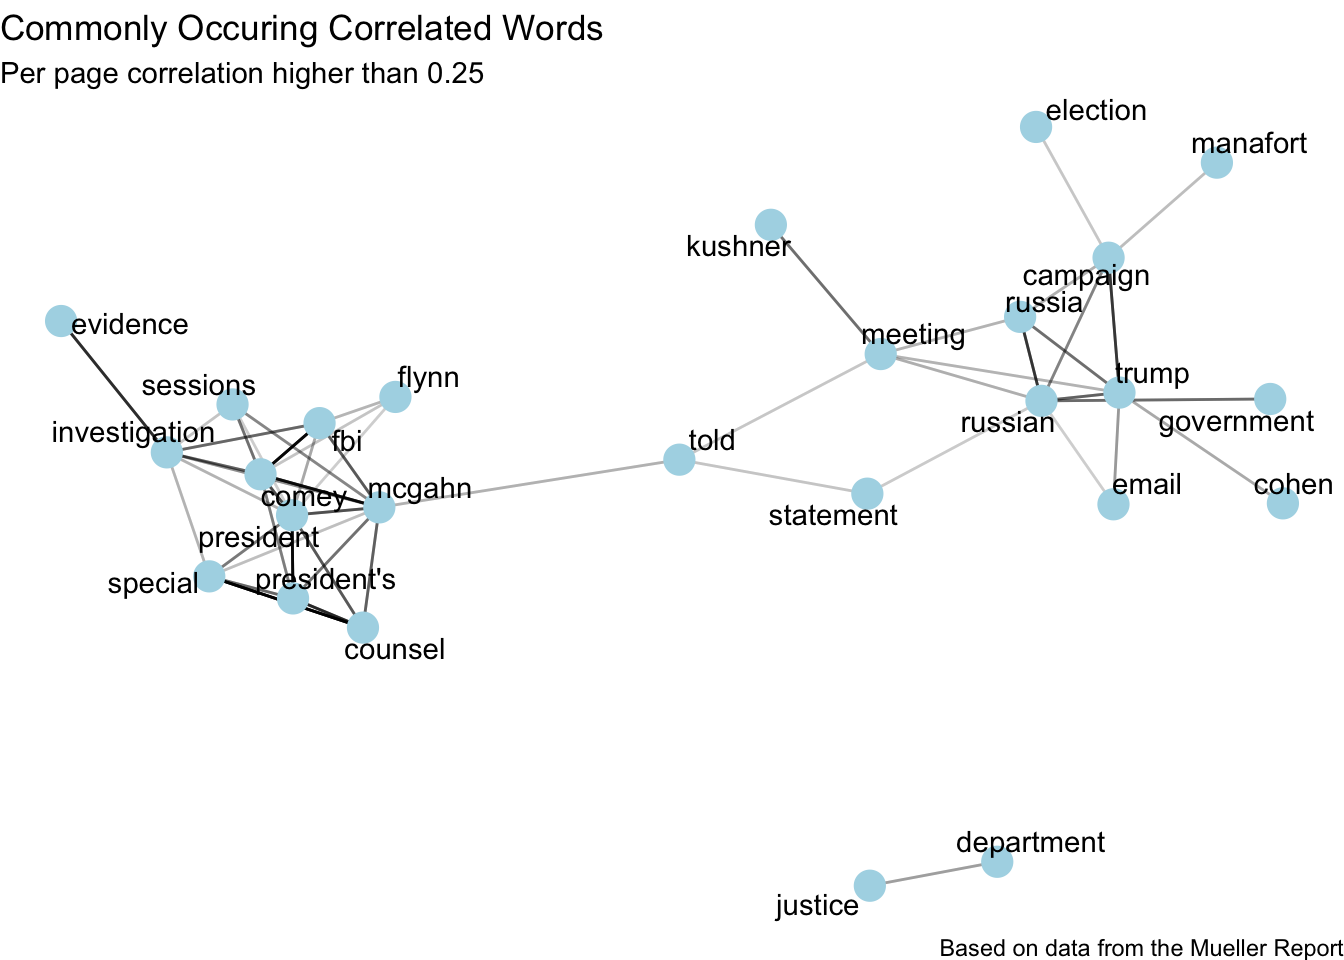 Commonly Occuring Correlated Words
Per page correlation higher than 0.25
election
manafort
kushner
campaign
russia
evidence
meeting
trump
flynn
sessions
government
russian
investigation
fbi
told
mcgahn
email
cohen
comey
statement
president
special
president's
counsel
department
justice
Based on data from the Mueller Report